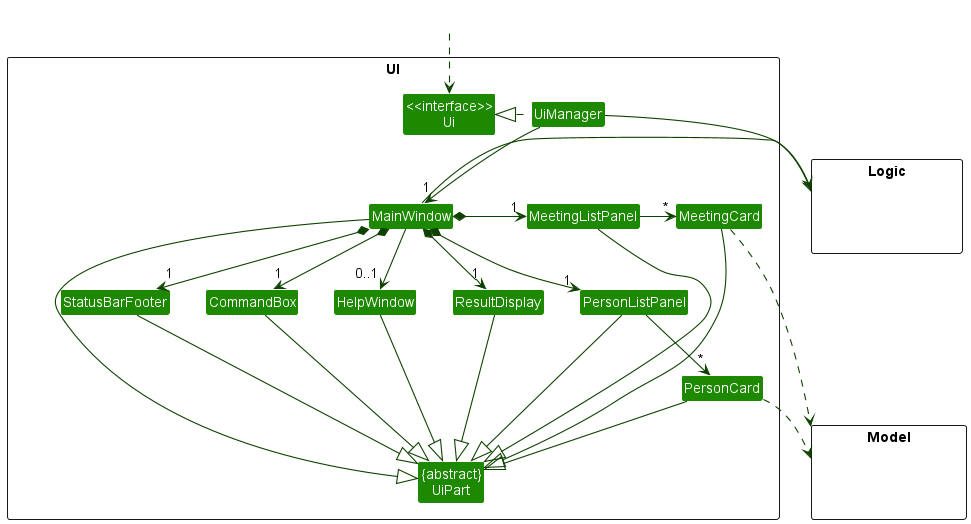 UI
<<interface>>
Ui
UiManager
Logic
1
MainWindow
1
MeetingListPanel
*
MeetingCard
1
1
0..1
1
1
StatusBarFooter
CommandBox
HelpWindow
ResultDisplay
PersonListPanel
*
PersonCard
Model
{abstract}
UiPart